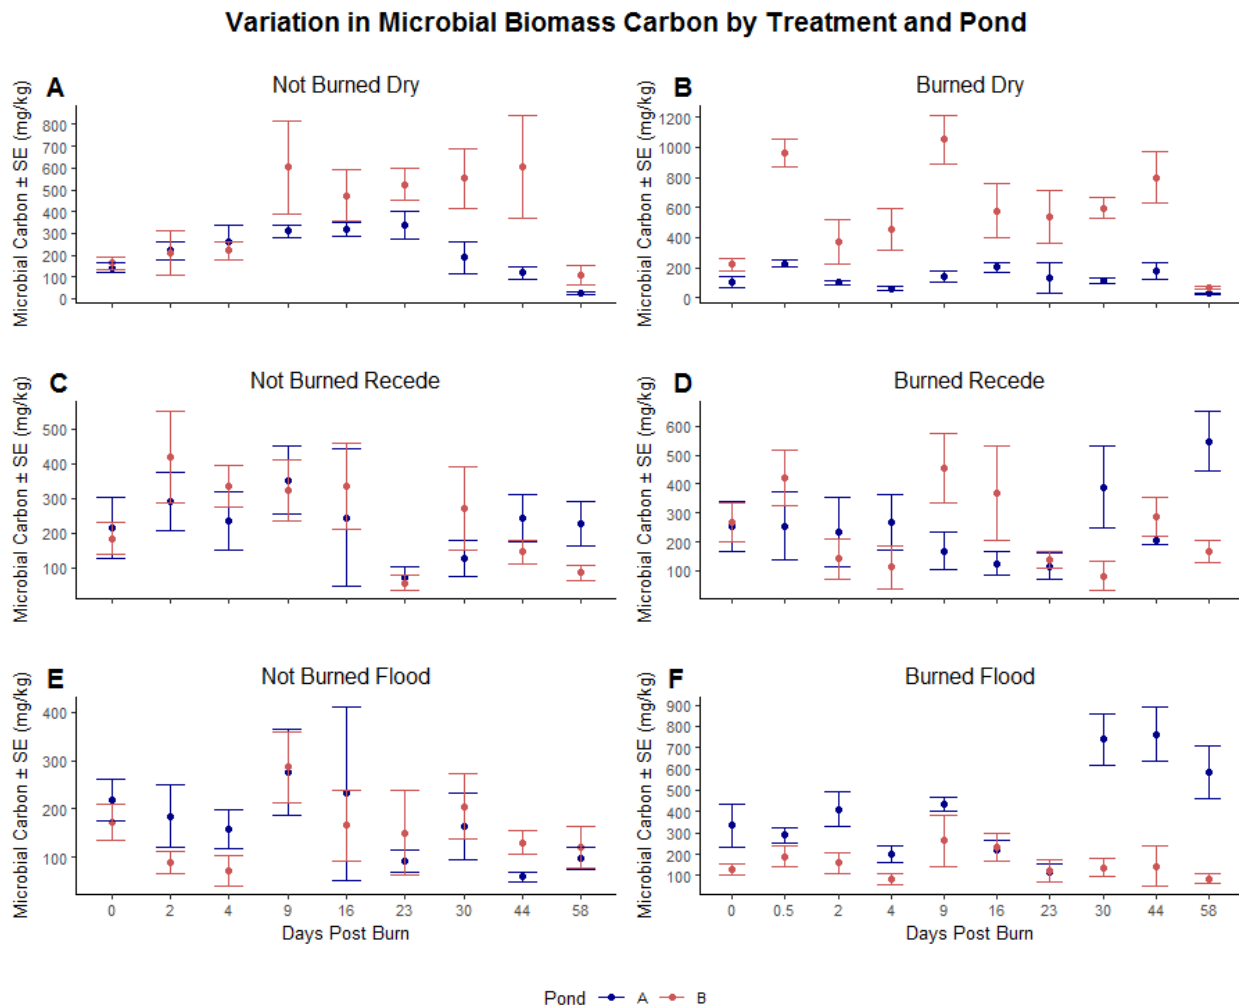 Variation in Microbial Biomass Carbon by Treatment and Pond
A
Not Burned Dry
Microbial Carbon ± SE (mg/kg)
800
700
600
500
400
300
200
100
0
B
Burned Dry
Microbial Carbon ± SE (mg/kg)
1200
1000
800
600
400
200
0
C
Not Burned Recede
Microbial Carbon ± SE (mg/kg)
500
400
300
200
100
D
Burned Recede
Microbial Carbon ± SE (mg/kg)
600
500
400
300
200
100
E
Not Burned Flood
Microbial Carbon ± SE (mg/kg)
400
300
200
100
0 2 4 9 16 23 30 44 58
Days Post Burn
F
Burned Flood
Microbial Carbon ± SE (mg/kg)
900
800
700
600
500
400
300
200
100
0 0.5 2 4 9 16 23 30 44 58
Days Post Burn
Pond A B